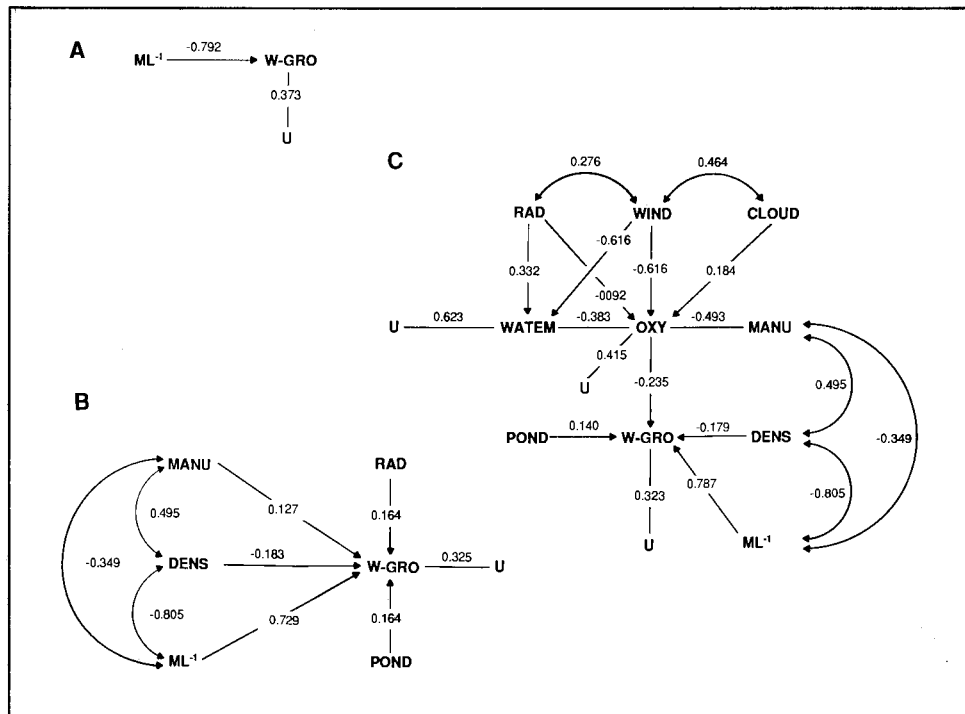 A
ML⁻¹ -0.792 W-GRO
0.373
U
C
0.276 0.464
RAD WIND CLOUD
-0.616
0.332 -0.616 0.184
-0092
U 0.623 WATEM -0.383 OXY -0.493 MANU
0.415
U
-0.235 0.495
-0.349
POND 0.140 W-GRO -0.179 DENS
0.787
0.323 -0.805
U ML⁻¹
B
MANU RAD
0.127
0.495 0.164
-0.349 DENS -0.183 W-GRO 0.325 U
-0.805 0.729 0.164
ML⁻¹ POND